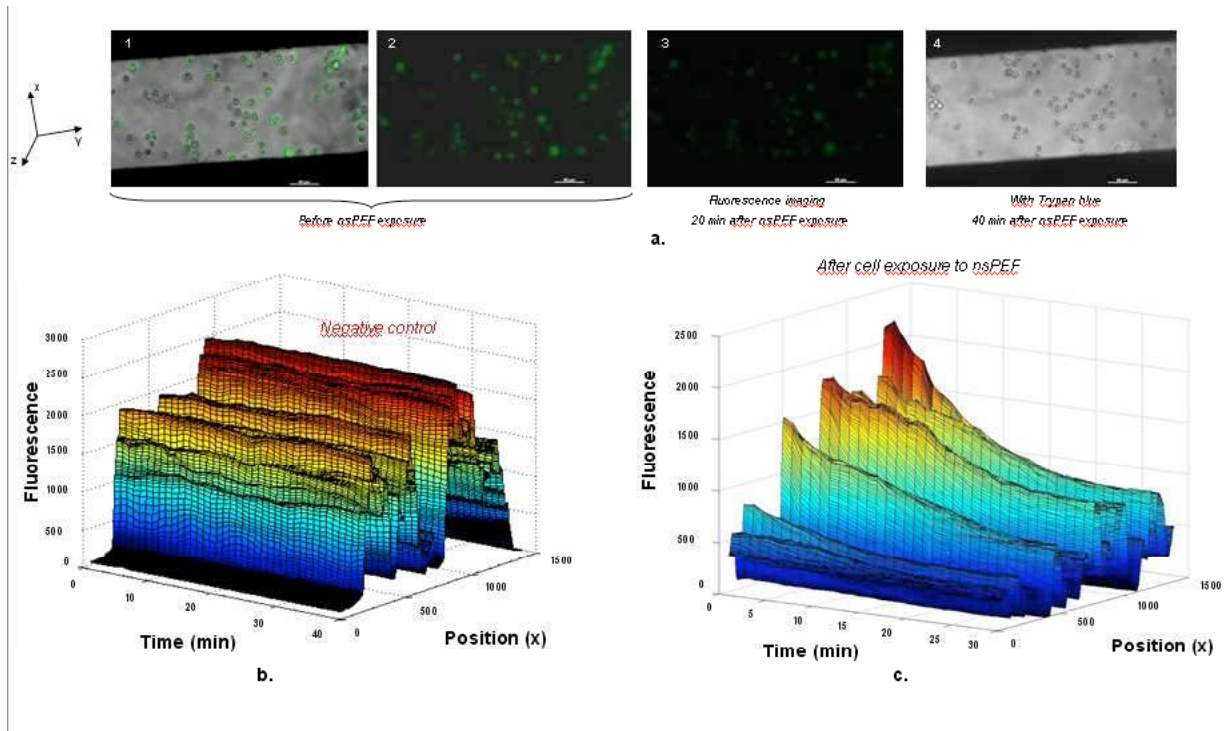 1
2
3
4
x
Y
z
Before nsPEF exposure
Fluorescence imaging
20 min after nsPEF exposure
With Trypan blue
40 min after nsPEF exposure
a.
Negative control
Fluorescence
3000
2500
2000
1500
1000
500
0
0
10
20
30
40
Time (min)
0
500
1000
1500
Position (x)
b.
After cell exposure to nsPEF
Fluorescence
2500
2000
1500
1000
500
0
0
5
10
15
20
25
30
Time (min)
0
500
1000
1500
Position (x)
c.